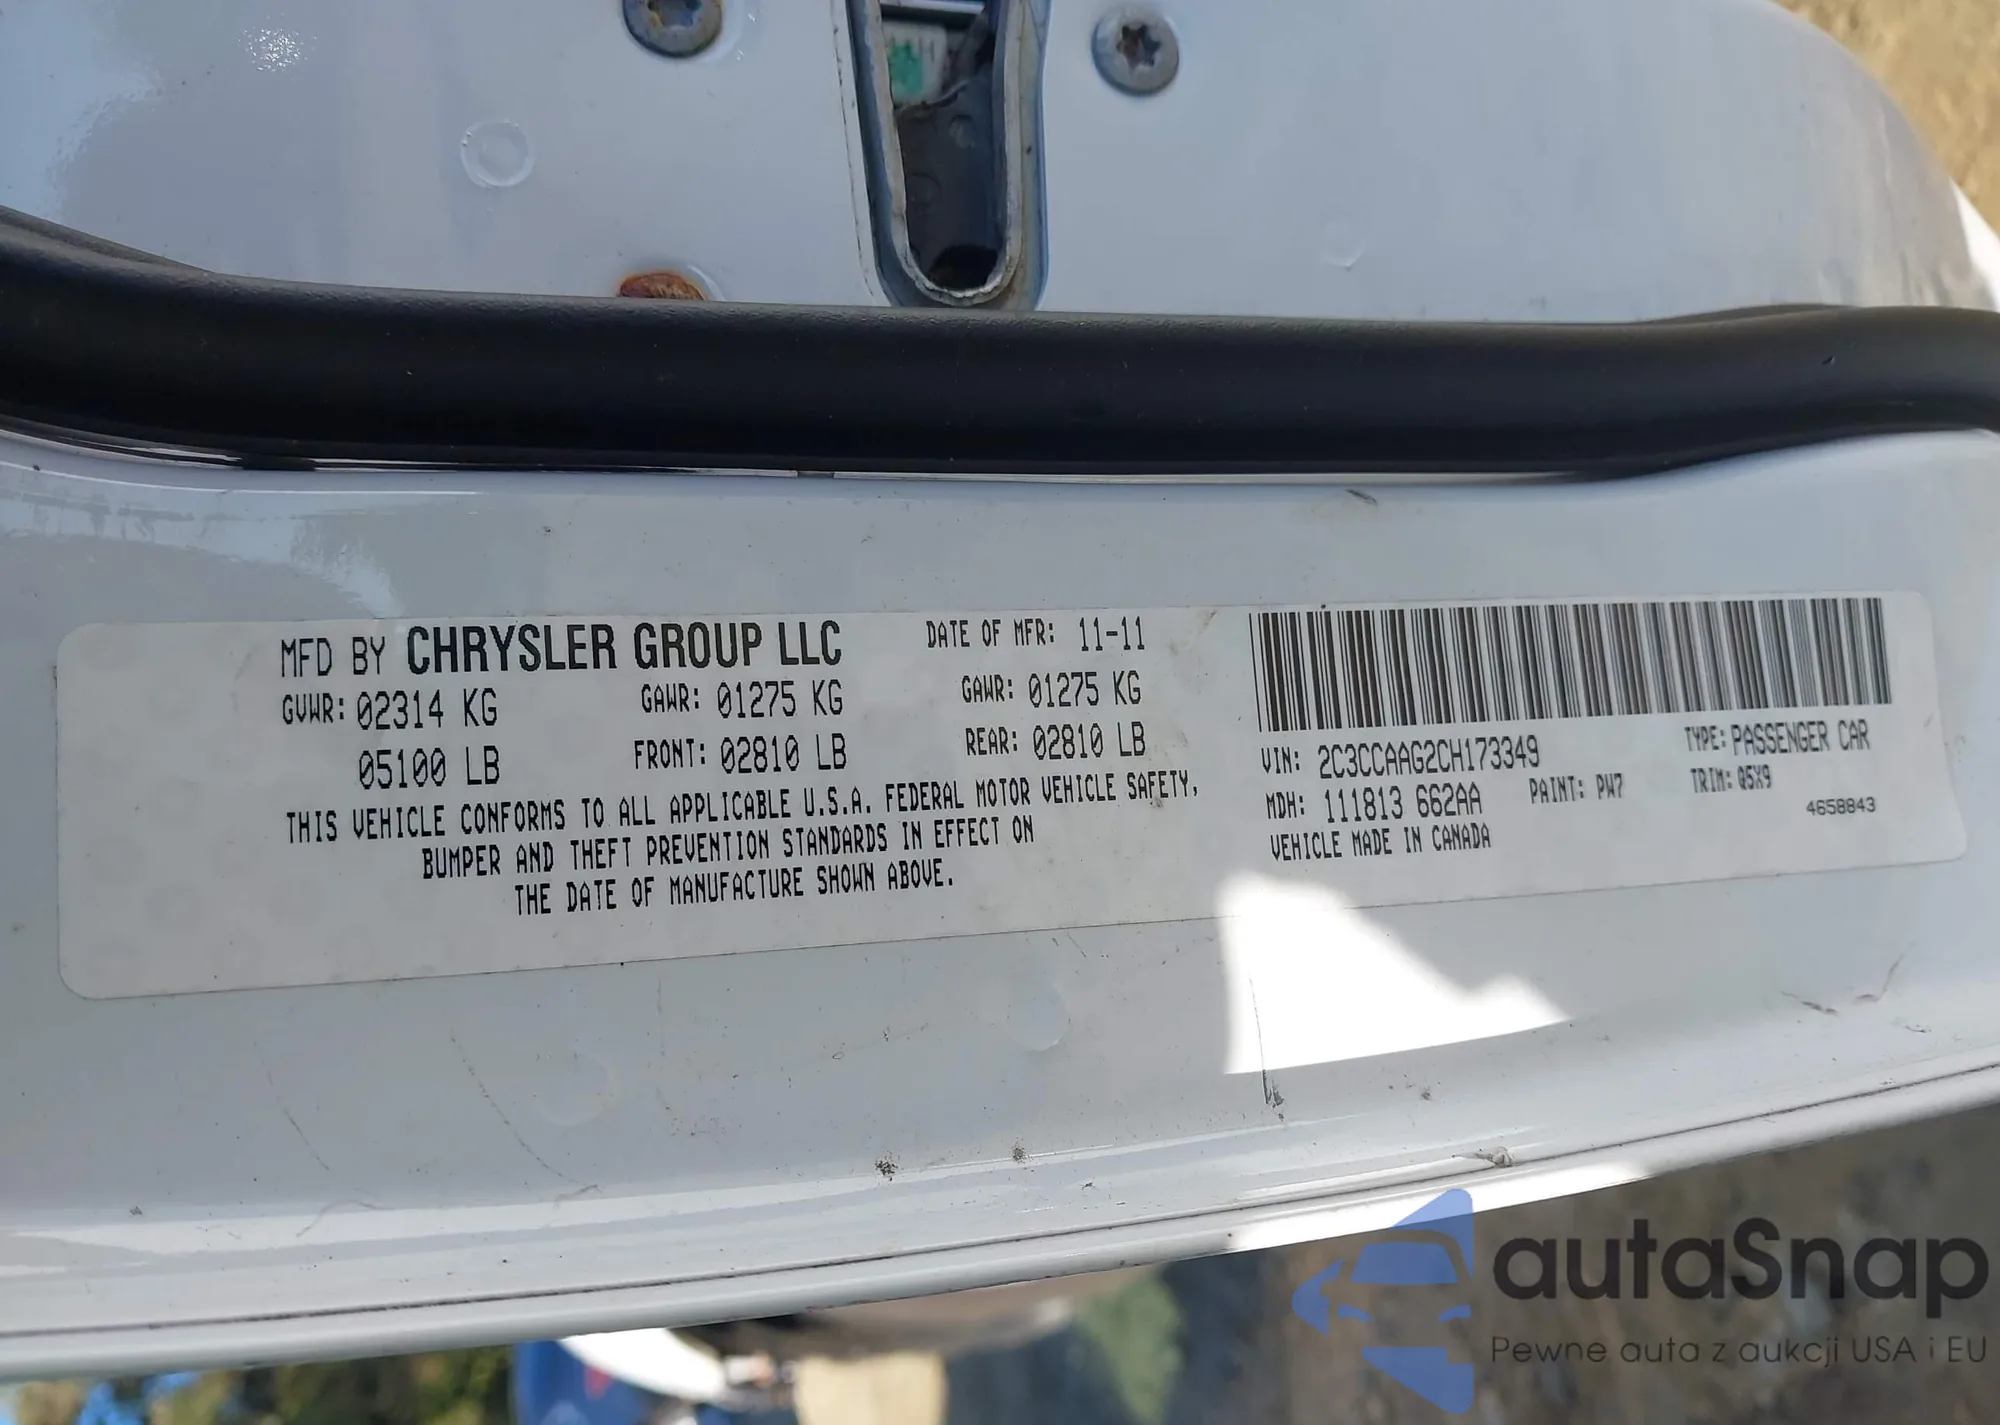 MFD BY CHRYSLER GROUP LLC DATE OF MFR: 11-11
GVWR: 02314 KG GAWR: 01275 KG GAWR: 01275 KG
05100 LB FRONT: 02810 LB REAR: 02810 LB
THIS VEHICLE CONFORMS TO ALL APPLICABLE U.S.A. FEDERAL MOTOR VEHICLE SAFETY,
BUMPER AND THEFT PREVENTION STANDARDS IN EFFECT ON
THE DATE OF MANUFACTURE SHOWN ABOVE.
VIN: 2C3CCAAG2CH173349 TYPE: PASSENGER CAR
MDH: 111813 662AA PAINT: PW7 TRIM: Q5X9
VEHICLE MADE IN CANADA 4658843
autaSnap
Pewne auta z aukcji USA i EU